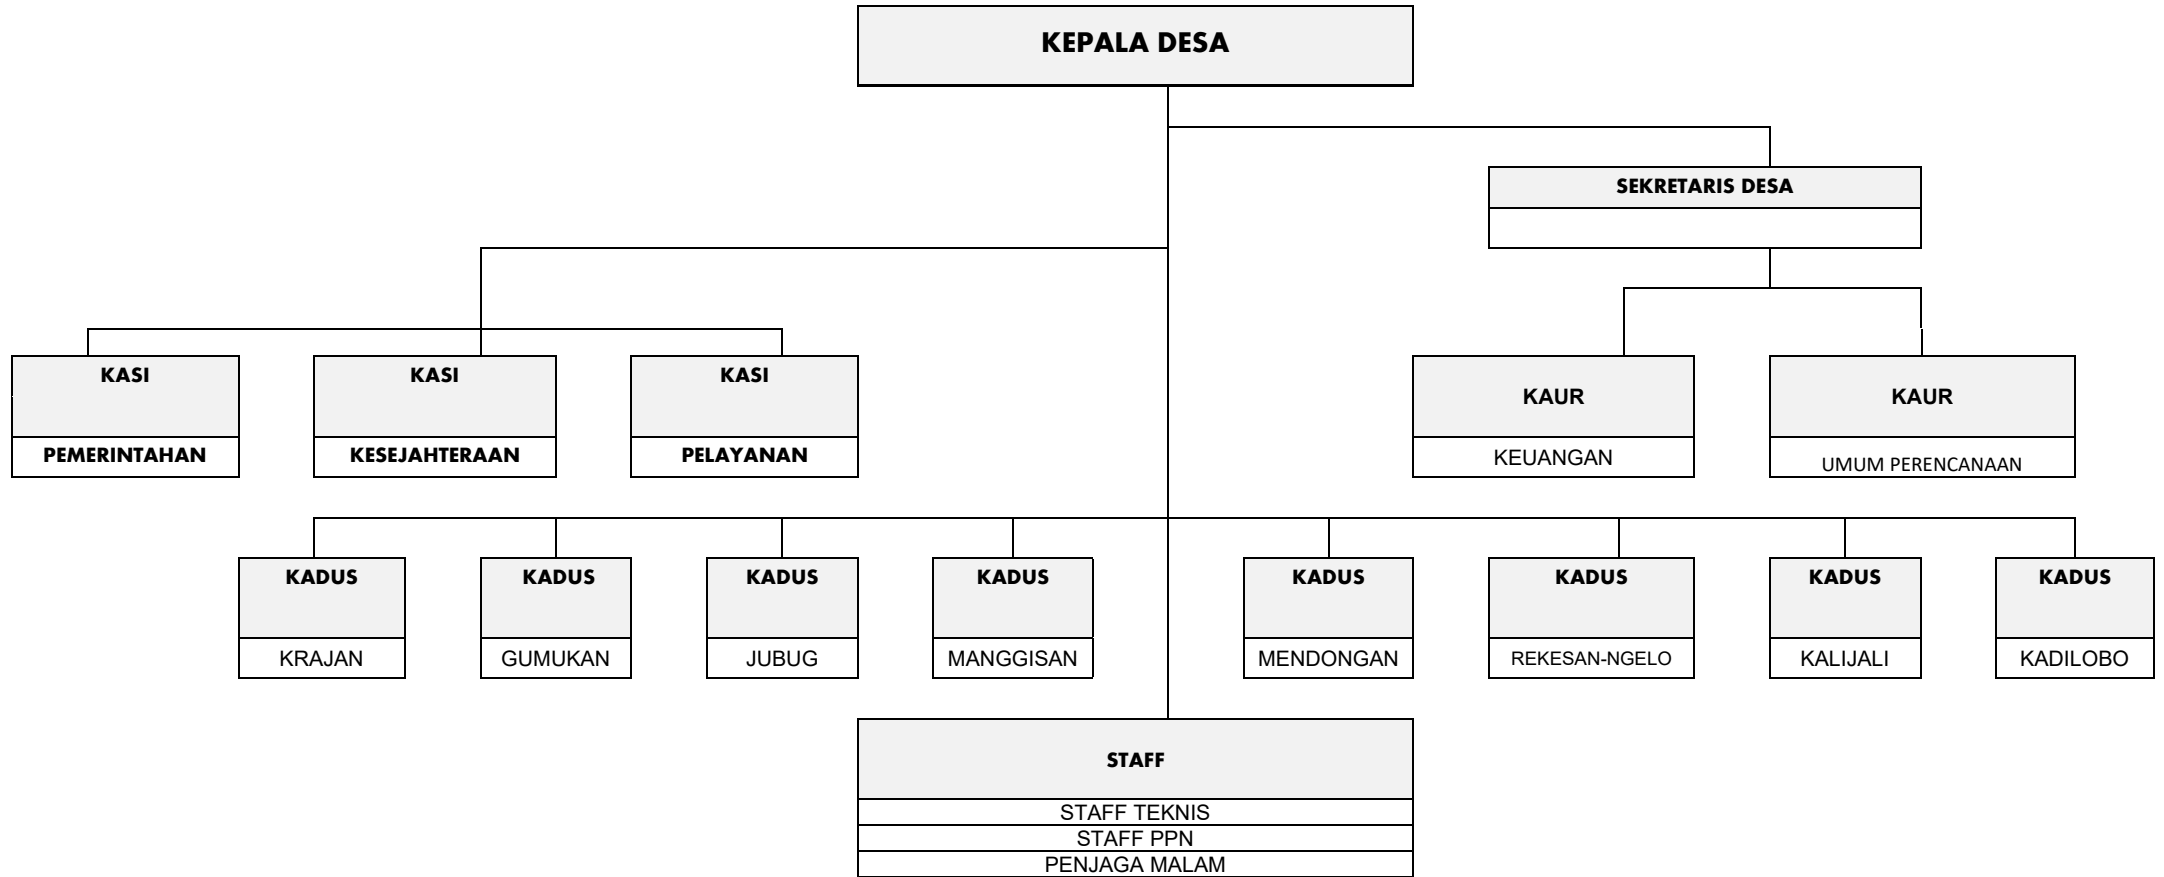 KEPALA DESA
SEKRETARIS DESA
KASI
PEMERINTAHAN
KASI
KESEJAHTERAAN
KASI
PELAYANAN
KAUR
KEUANGAN
KAUR
UMUM PERENCANAAN
KADUS
KRAJAN
KADUS
GUMUKAN
KADUS
JUBUG
KADUS
MANGGISAN
KADUS
MENDONGAN
KADUS
REKESAN-NGELO
KADUS
KALIJALI
KADUS
KADILOBO
STAFF
STAFF TEKNIS
STAFF PPN
PENJAGA MALAM